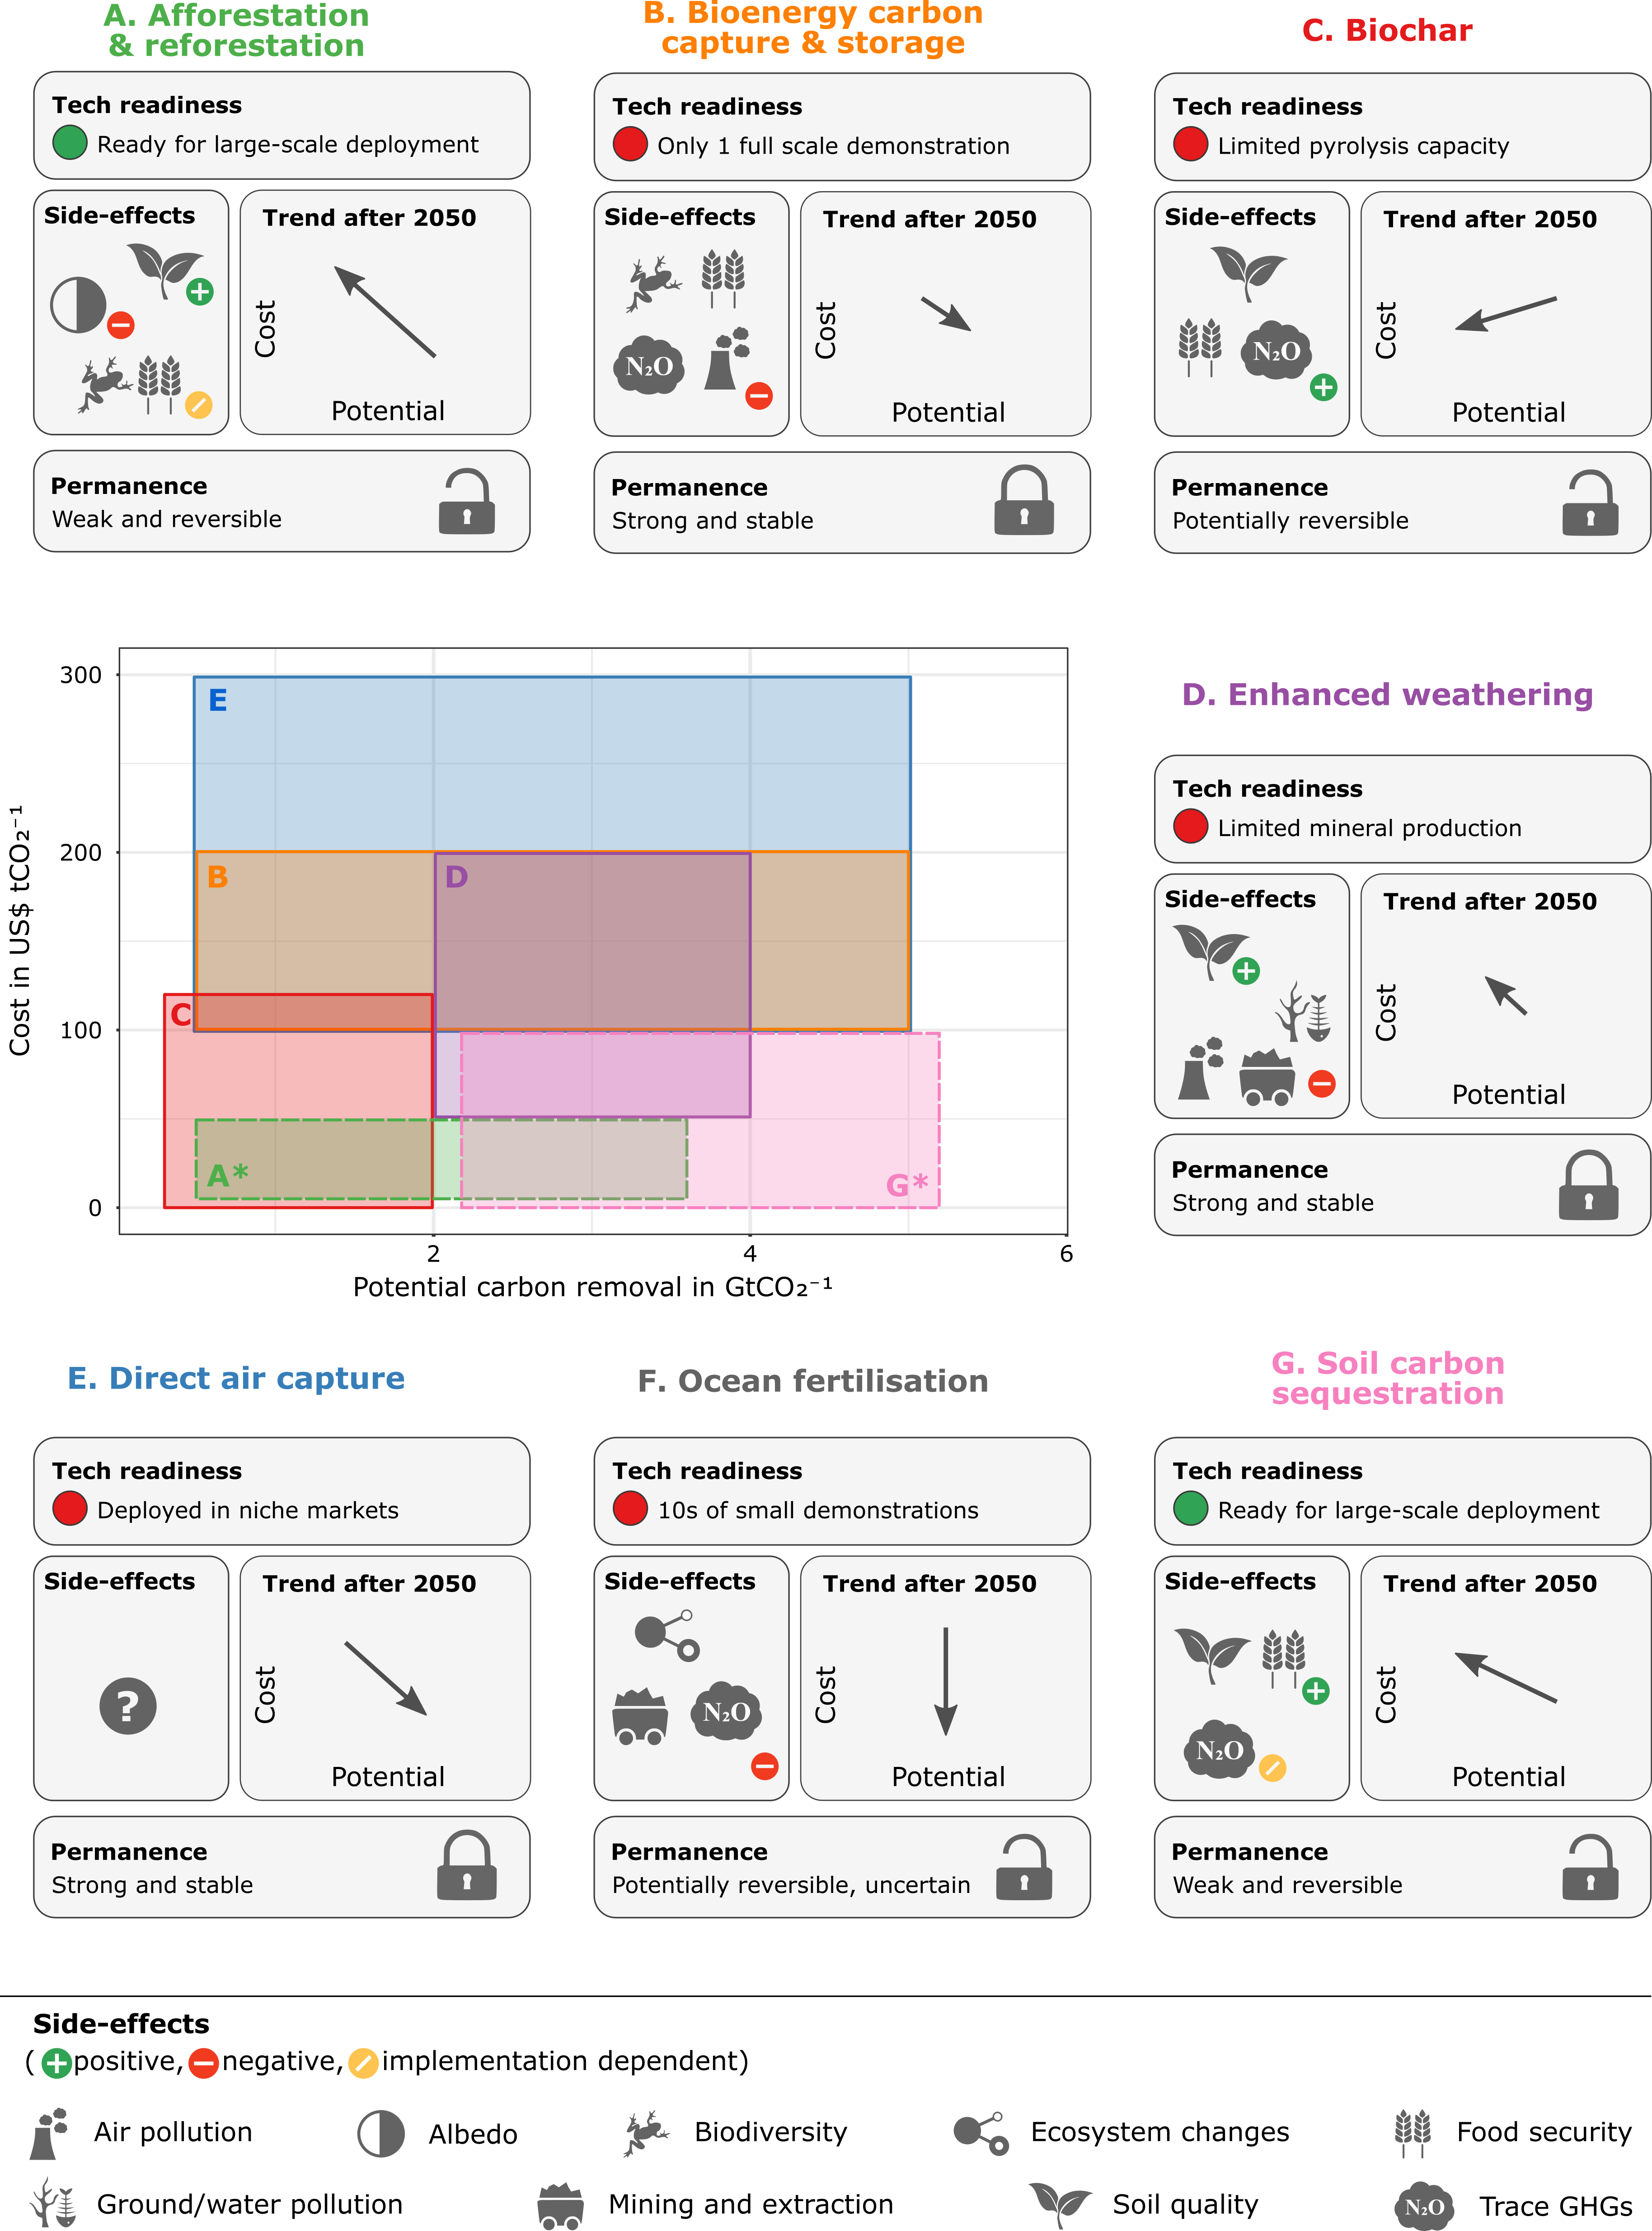 A. Afforestation
& reforestation
Tech readiness
Ready for large-scale deployment
Side-effects
Trend after 2050
Cost
Potential
Permanence
Weak and reversible
B. Bioenergy carbon
capture & storage
Tech readiness
Only 1 full scale demonstration
Side-effects
N₂O
Trend after 2050
Cost
Potential
Permanence
Strong and stable
C. Biochar
Tech readiness
Limited pyrolysis capacity
Side-effects
N₂O
Trend after 2050
Cost
Potential
Permanence
Potentially reversible
Cost in US$ tCO₂⁻¹
300
200
100
0
E
B
D
C
A*
G*
2
4
6
Potential carbon removal in GtCO₂⁻¹
D. Enhanced weathering
Tech readiness
Limited mineral production
Side-effects
Trend after 2050
Cost
Potential
Permanence
Strong and stable
E. Direct air capture
Tech readiness
Deployed in niche markets
Side-effects
?
Trend after 2050
Cost
Potential
Permanence
Strong and stable
F. Ocean fertilisation
Tech readiness
10s of small demonstrations
Side-effects
N₂O
Trend after 2050
Cost
Potential
Permanence
Potentially reversible, uncertain
G. Soil carbon
sequestration
Tech readiness
Ready for large-scale deployment
Side-effects
N₂O
Trend after 2050
Cost
Potential
Permanence
Weak and reversible
Side-effects
( + positive, − negative, implementation dependent)
Air pollution
Albedo
Biodiversity
Ecosystem changes
Food security
Ground/water pollution
Mining and extraction
Soil quality
N₂O Trace GHGs